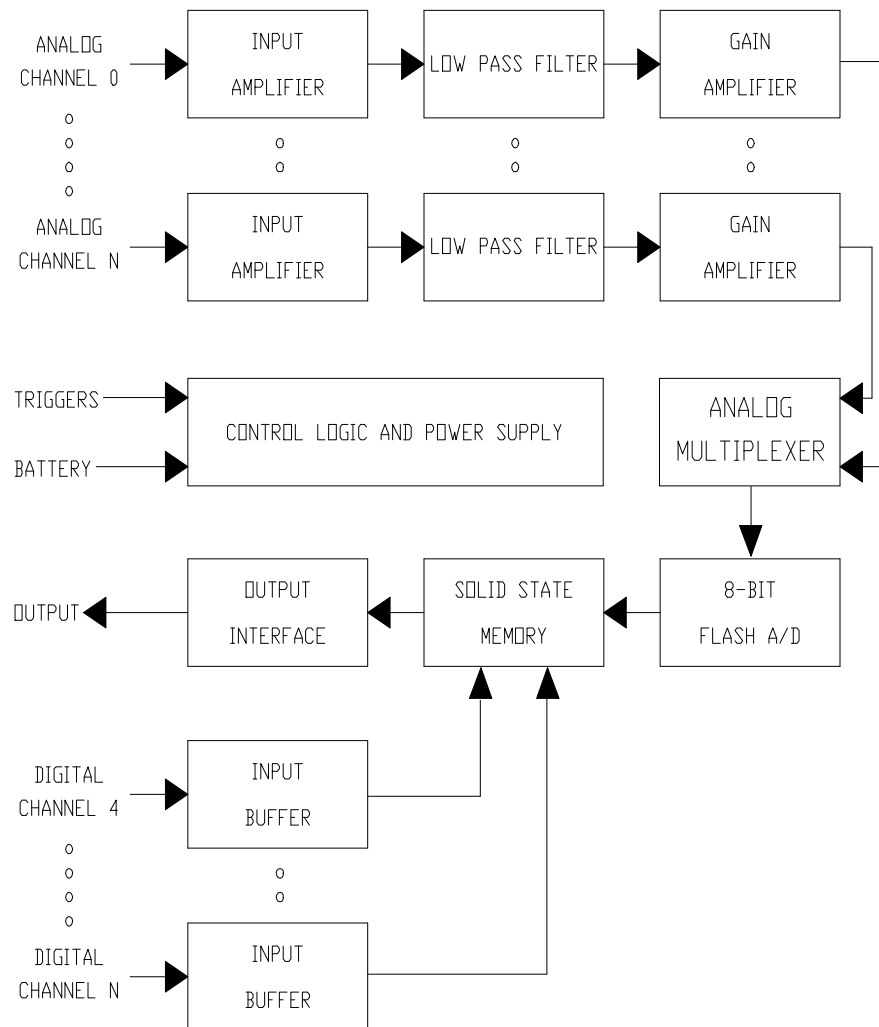 ANALOG
CHANNEL 0
INPUT
AMPLIFIER
LOW PASS FILTER
GAIN
AMPLIFIER
ANALOG
CHANNEL N
INPUT
AMPLIFIER
LOW PASS FILTER
GAIN
AMPLIFIER
TRIGGERS
BATTERY
CONTROL LOGIC AND POWER SUPPLY
ANALOG
MULTIPLEXER
OUTPUT
OUTPUT
INTERFACE
SOLID STATE
MEMORY
8-BIT
FLASH A/D
DIGITAL
CHANNEL 4
INPUT
BUFFER
DIGITAL
CHANNEL N
INPUT
BUFFER